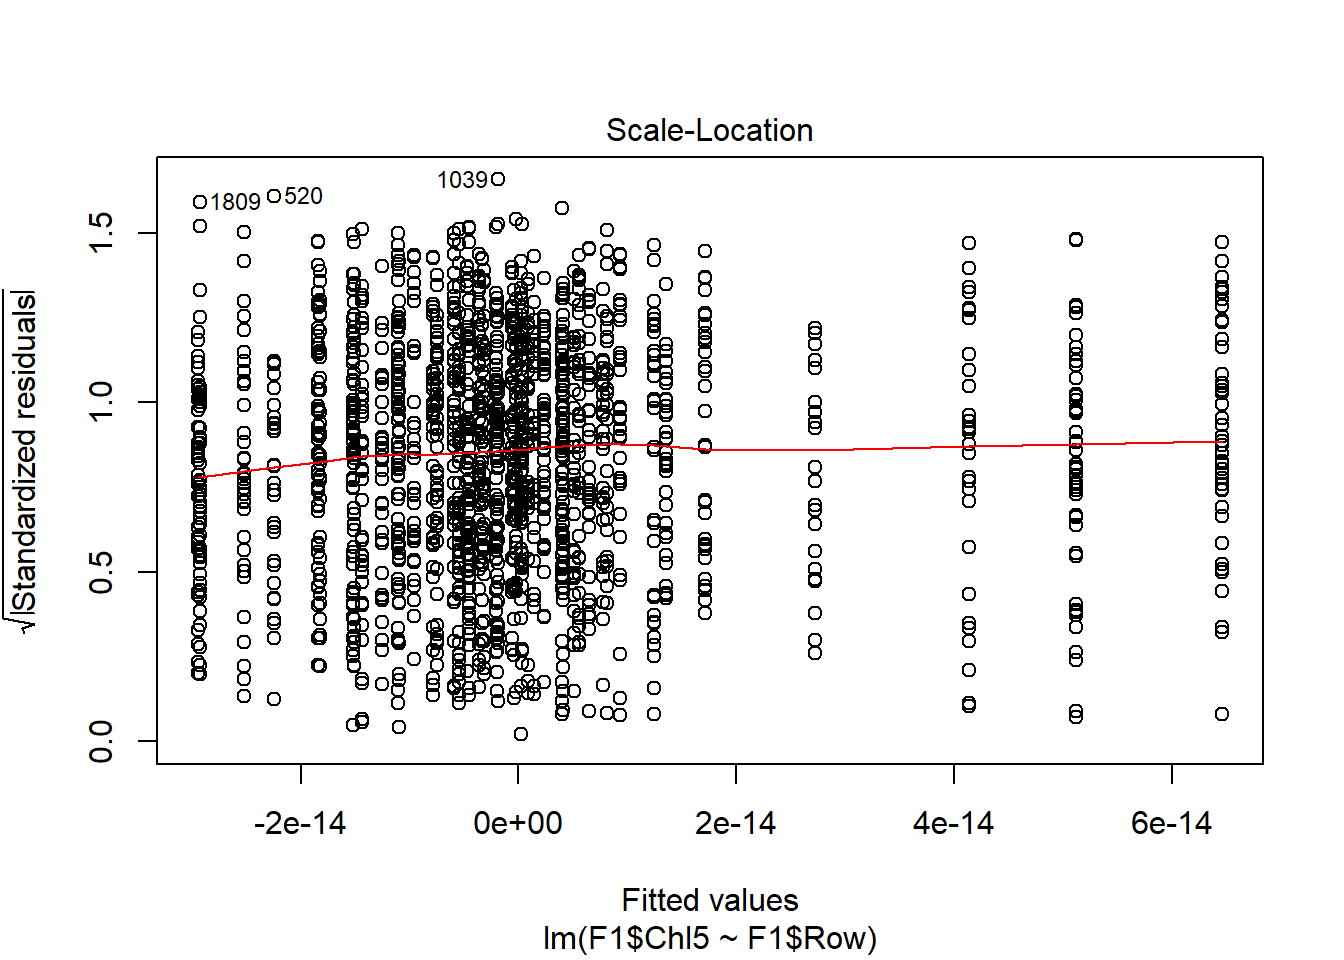 Scale-Location
1039
1809
520
√|Standardized residuals|
1.5
1.0
0.5
0.0
-2e-14
0e+00
2e-14
4e-14
6e-14
Fitted values
lm(F1$Chl5 ~ F1$Row)